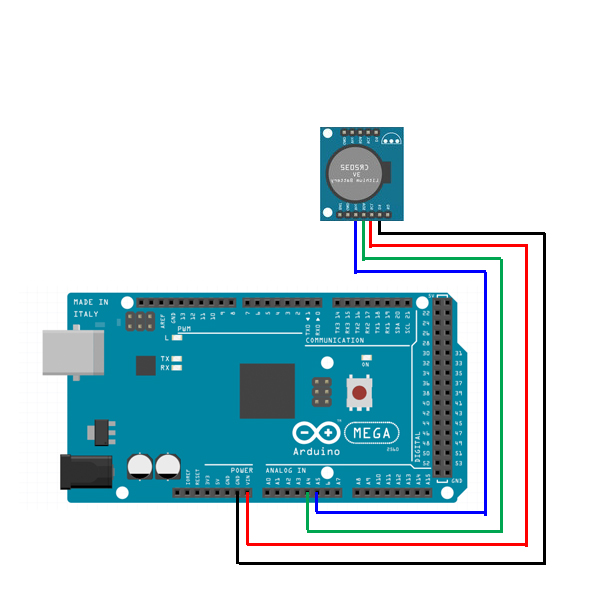 CR2032
3V
Lithium Battery
MADE IN
ITALY
AREF
GND
13
12
11
10
9
8
7
6
5
4
3
2
TX0 1
RX0 0
TX3 14
RX3 15
TX2 16
RX2 17
TX1 18
RX1 19
SDA 20
SCL 21
5V
PWM
L
COMMUNICATION
TX
RX
ON
22
24
26
28
30 31
32 33
34 35
36 37
38 39
40 41
42 43
44 45
46 47
48 49
50 51
52 53
GND
DIGITAL
MEGA
2560
Arduino
TM
POWER
ANALOG IN
IOREF
RESET
3V3
5V
GND
GND
VIN
A0
A1
A2
A3
A4
A5
A7
A8
A9
A10
A11
A12
A13
A14
A15